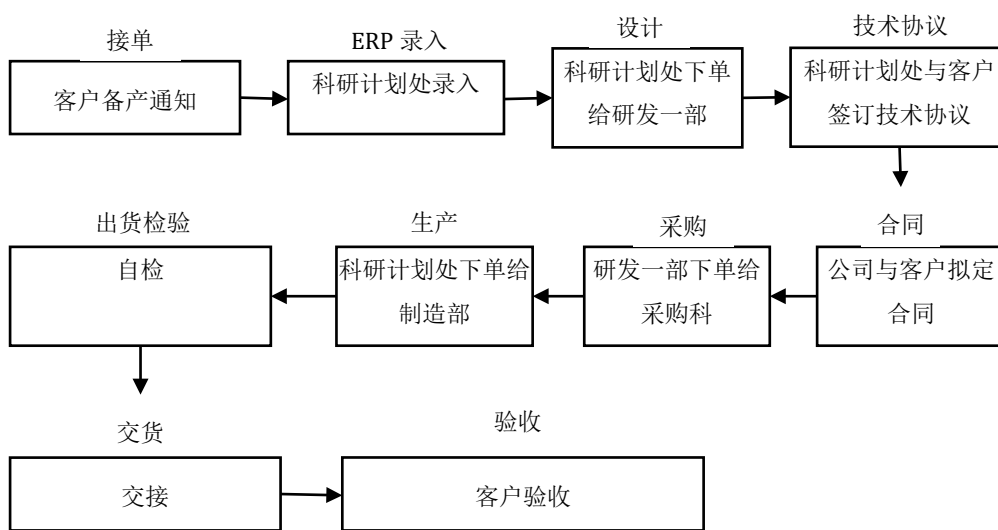 接单
客户备产通知
ERP 录入
科研计划处录入
设计
科研计划处下单
给研发一部
技术协议
科研计划处与客户
签订技术协议
合同
公司与客户拟定
合同
采购
研发一部下单给
采购科
生产
科研计划处下单给
制造部
出货检验
自检
交货
交接
验收
客户验收